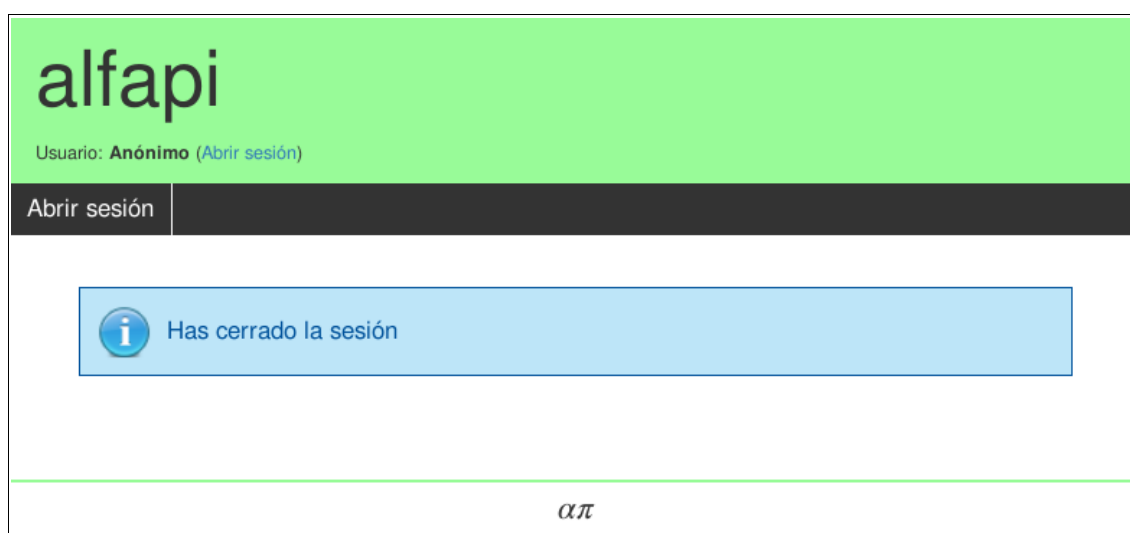 alfapi
Usuario: Anónimo (Abrir sesión)
Abrir sesión
Has cerrado la sesión
απ